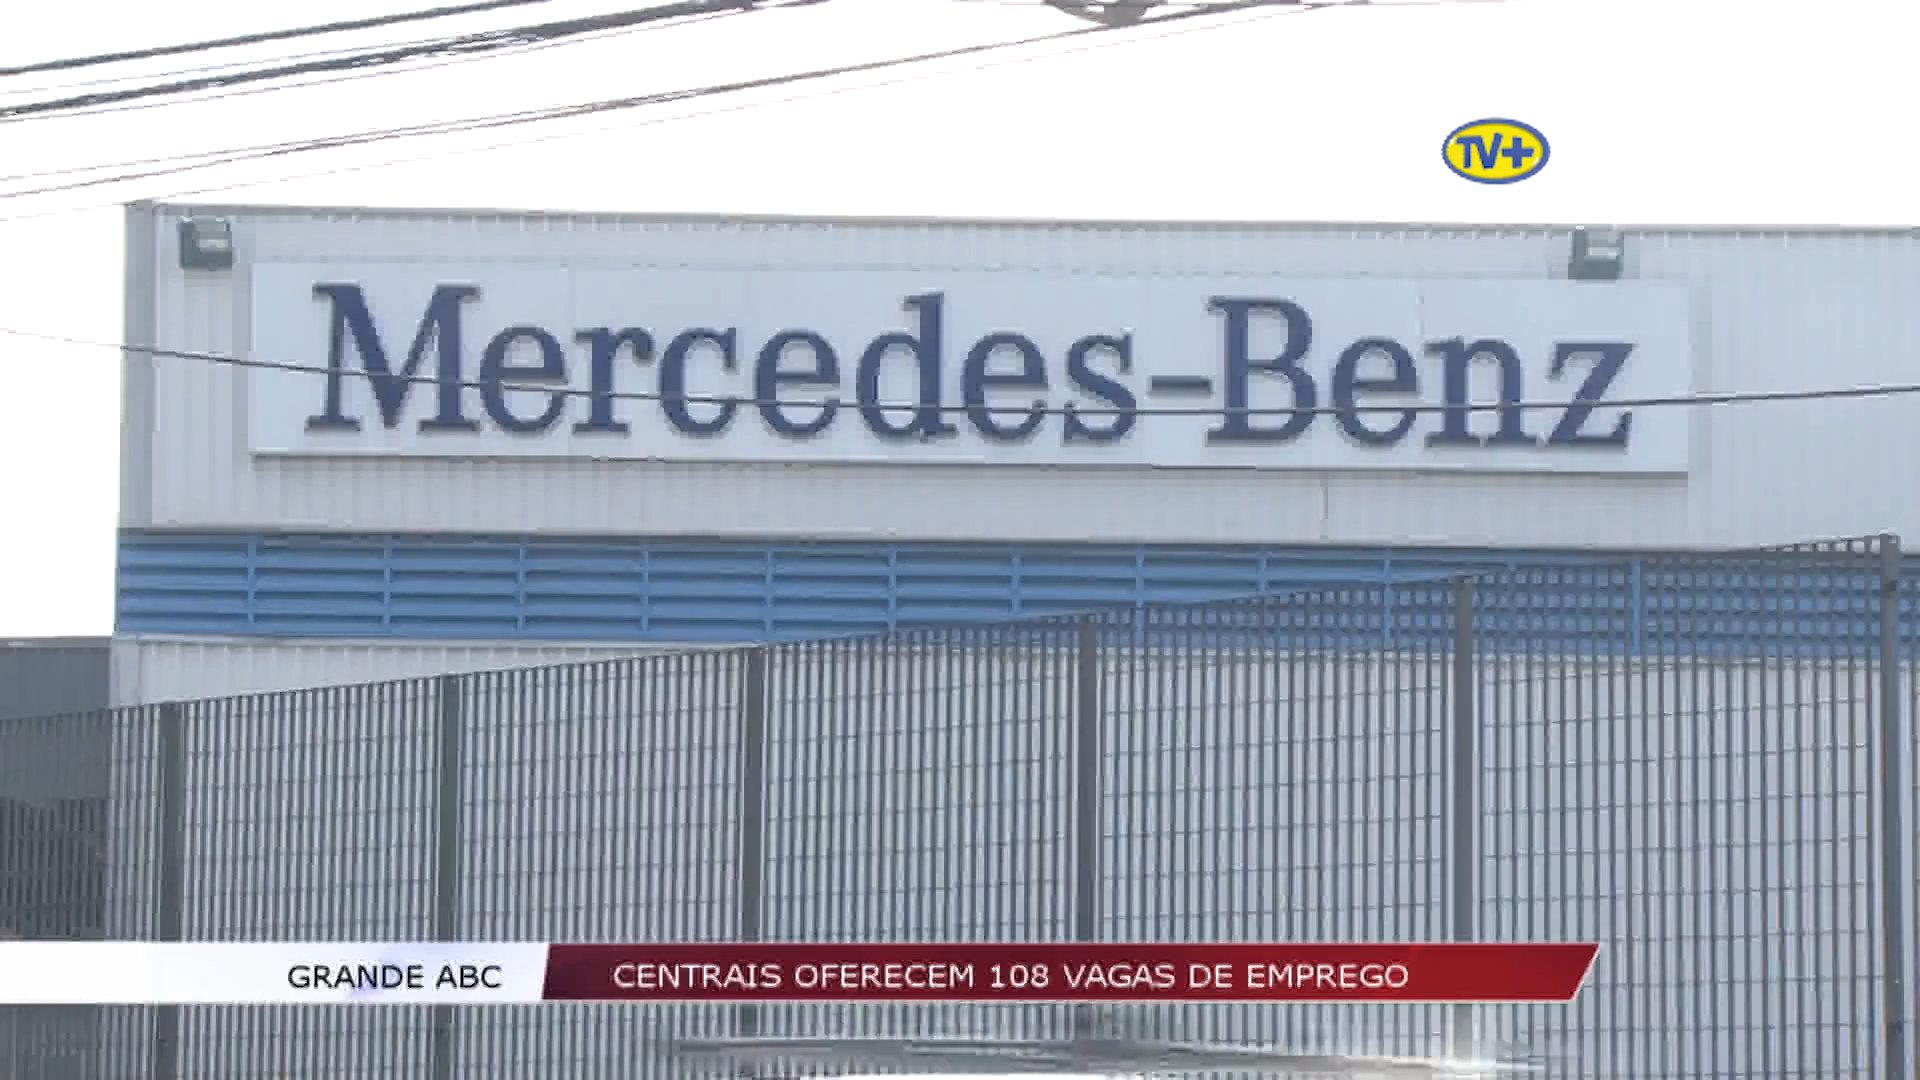 TV+
Mercedes-Benz
GRANDE ABC
CENTRAIS OFERECEM 108 VAGAS DE EMPREGO